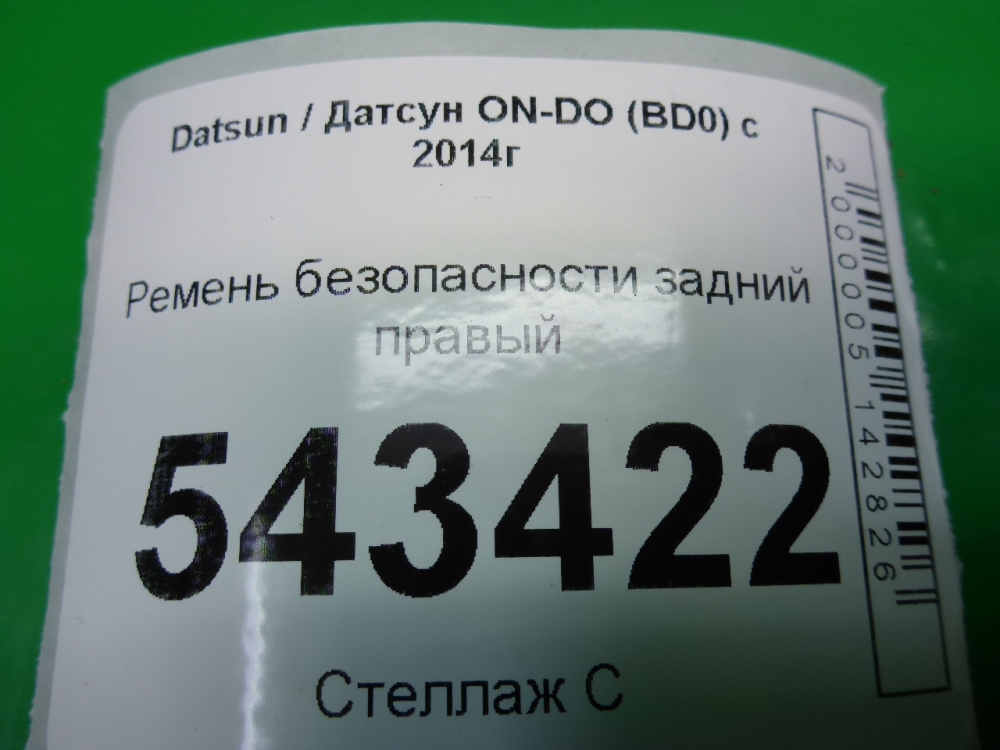 Datsun / Датсун ON-DO (BD0) с
2014г
Ремень безопасности задний
правый
543422
Стеллаж С
2000005142826